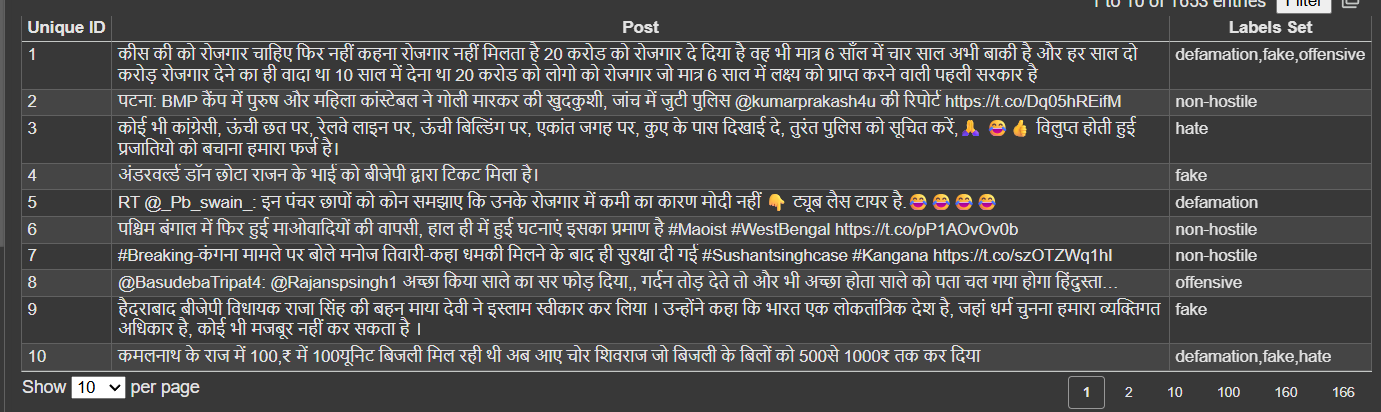 1 to 10 of 1653 entries Filter
Unique ID Post Labels Set
1 कीस की को रोजगार चाहिए फिर नहीं कहना रोजगार नहीं मिलता है 20 करोड को रोजगार दे दिया है वह भी मात्र 6 साँल में चार साल अभी बाकी है और हर साल दो defamation,fake,offensive
करोड़ रोजगार देने का ही वादा था 10 साल में देना था 20 करोड को लोगो को रोजगार जो मात्र 6 साल में लक्ष्य को प्राप्त करने वाली पहली सरकार है
2 पटना: BMP कैंप में पुरुष और महिला कांस्टेबल ने गोली मारकर की खुदकुशी, जांच में जुटी पुलिस @kumarprakash4u की रिपोर्ट https://t.co/Dq05hREifM non-hostile
3 कोई भी कांग्रेसी, ऊंची छत पर, रेलवे लाइन पर, ऊंची बिल्डिंग पर, एकांत जगह पर, कुए के पास दिखाई दे, तुरंत पुलिस को सूचित करें,🙏 😂 👍 विलुप्त होती हुई hate
प्रजातियो को बचाना हमारा फर्ज है।
4 अंडरवर्ल्ड डॉन छोटा राजन के भाई को बीजेपी द्वारा टिकट मिला है। fake
5 RT @_Pb_swain_: इन पंचर छापों को कोन समझाए कि उनके रोजगार में कमी का कारण मोदी नहीं 👇 ट्यूब लैस टायर है.😂 😂 😂 😂 defamation
6 पश्चिम बंगाल में फिर हुई माओवादियों की वापसी, हाल ही में हुई घटनाएं इसका प्रमाण है #Maoist #WestBengal https://t.co/pP1AOvOv0b non-hostile
7 #Breaking-कंगना मामले पर बोले मनोज तिवारी-कहा धमकी मिलने के बाद ही सुरक्षा दी गई #Sushantsinghcase #Kangana https://t.co/szOTZWq1hI non-hostile
8 @BasudebaTripat4: @Rajanspsingh1 अच्छा किया साले का सर फोड़ दिया,, गर्दन तोड़ देते तो और भी अच्छा होता साले को पता चल गया होगा हिंदुस्ता… offensive
9 हैदराबाद बीजेपी विधायक राजा सिंह की बहन माया देवी ने इस्लाम स्वीकार कर लिया । उन्होंने कहा कि भारत एक लोकतांत्रिक देश है, जहां धर्म चुनना हमारा व्यक्तिगत fake
अधिकार है, कोई भी मजबूर नहीं कर सकता है ।
10 कमलनाथ के राज में 100,₹ में 100यूनिट बिजली मिल रही थी अब आए चोर शिवराज जो बिजली के बिलों को 500से 1000₹ तक कर दिया defamation,fake,hate
Show 10 per page 1 2 10 100 160 166